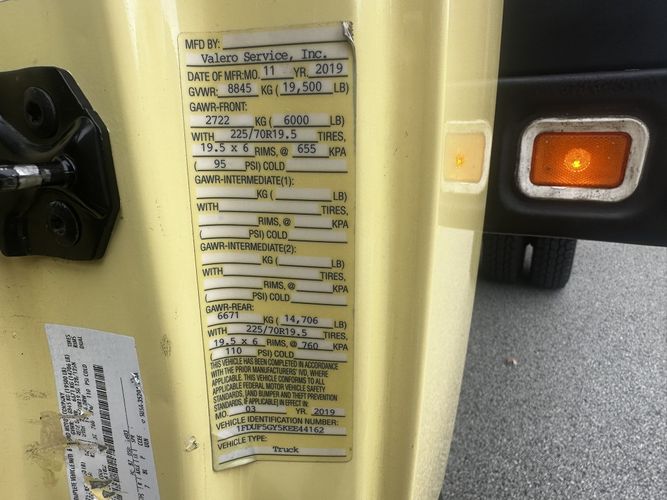 MFD BY:
Valero Service, Inc.
DATE OF MFR:MO. 11 YR. 2019
GVWR: 8845 KG ( 19,500 LB)
GAWR-FRONT:
2722 KG ( 6000 LB)
WITH 225/70R19.5 TIRES,
19.5 x 6 RIMS, @ 655 KPA
( 95 PSI) COLD
GAWR-INTERMEDIATE(1):
KG ( LB)
WITH TIRES,
RIMS, @ KPA
( PSI) COLD
GAWR-INTERMEDIATE(2):
KG ( LB)
WITH TIRES,
RIMS, @ KPA
( PSI) COLD
GAWR-REAR:
6671 KG ( 14,706 LB)
WITH 225/70R19.5 TIRES,
19.5 x 6 RIMS, @ 760 KPA
( 110 PSI) COLD
THIS VEHICLE HAS BEEN COMPLETED IN ACCORDANCE
WITH THE PRIOR MANUFACTURERS' IVD, WHERE
APPLICABLE. THIS VEHICLE CONFORMS TO ALL
APPLICABLE FEDERAL MOTOR VEHICLE SAFETY
STANDARDS, [AND BUMPER AND THEFT PREVENTION
STANDARDS, IF APPLICABLE] IN EFFECT IN:
MO. 03 YR. 2019
VEHICLE IDENTIFICATION NUMBER:
1FDUF5GY5KEE44162
VEHICLE TYPE:
Truck